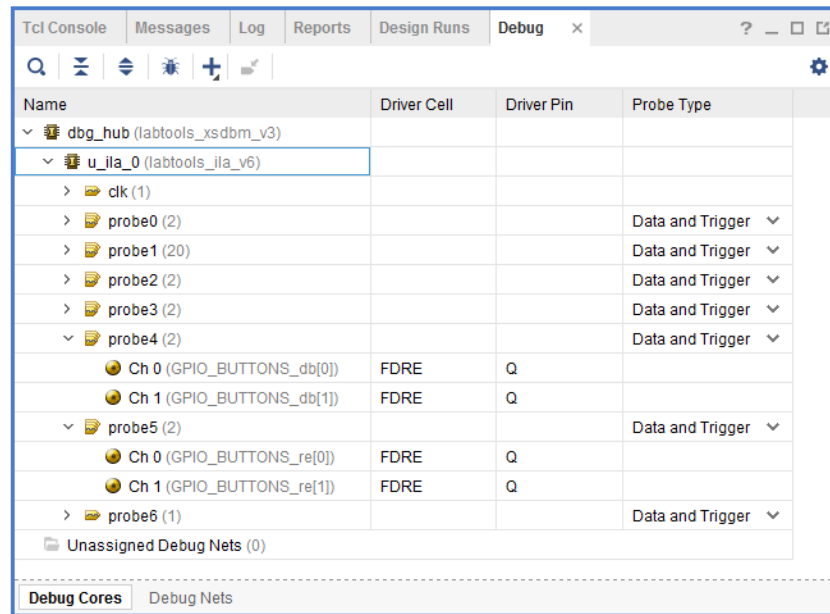 Tcl Console Messages Log Reports Design Runs Debug × ?
Name Driver Cell Driver Pin Probe Type
dbg_hub (labtools_xsdbm_v3)
u_ila_0 (labtools_ila_v6)
clk (1)
probe0 (2) Data and Trigger
probe1 (20) Data and Trigger
probe2 (2) Data and Trigger
probe3 (2) Data and Trigger
probe4 (2) Data and Trigger
Ch 0 (GPIO_BUTTONS_db[0]) FDRE Q
Ch 1 (GPIO_BUTTONS_db[1]) FDRE Q
probe5 (2) Data and Trigger
Ch 0 (GPIO_BUTTONS_re[0]) FDRE Q
Ch 1 (GPIO_BUTTONS_re[1]) FDRE Q
probe6 (1) Data and Trigger
Unassigned Debug Nets (0)
Debug Cores Debug Nets